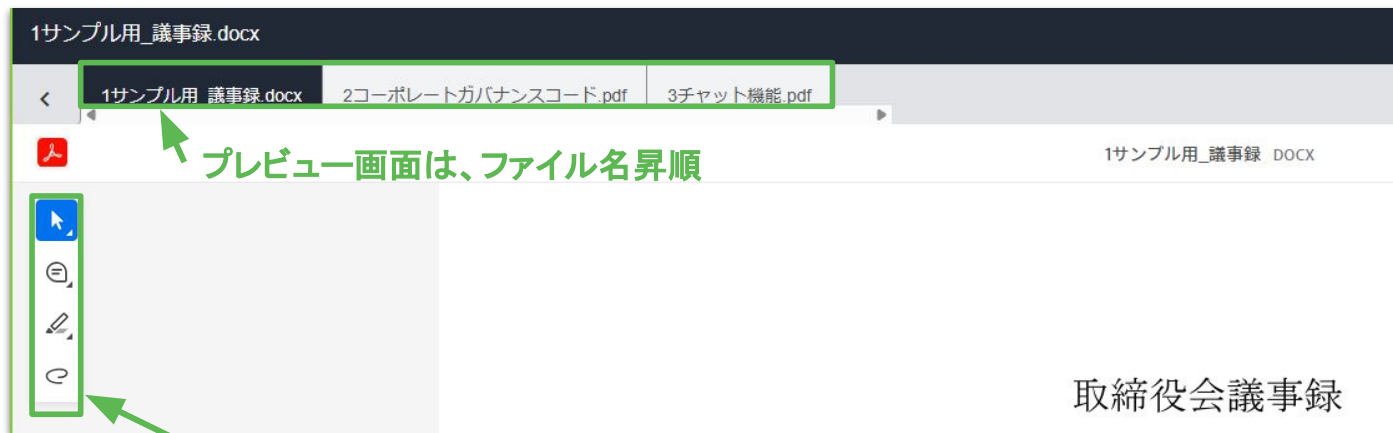 1サンプル用_議事録.docx
1サンプル用_議事録.docx 2コーポレートガバナンスコード.pdf 3チャット機能.pdf
プレビュー画面は、ファイル名昇順
1サンプル用_議事録 DOCX
取締役会議事録